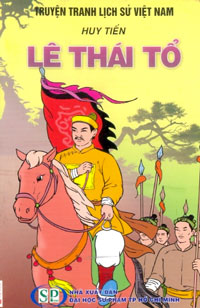 TRUYỆN TRANH LỊCH SỬ VIỆT NAM
HUY TIẾN
LÊ THÁI TỔ
SP
NHÀ XUẤT BẢN
ĐẠI HỌC SƯ PHẠM TP HỒ CHÍ MINH